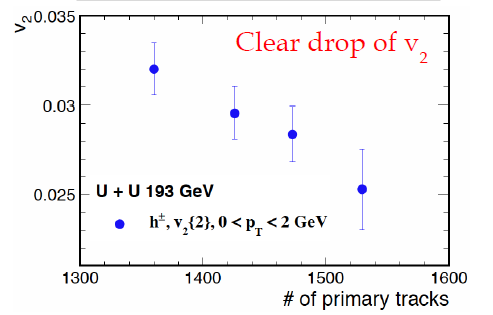 v₂
0.035
Clear drop of v₂
0.03
0.025
U + U 193 GeV
h±, v₂{2}, 0 < pT < 2 GeV
1300 1400 1500 1600
# of primary tracks